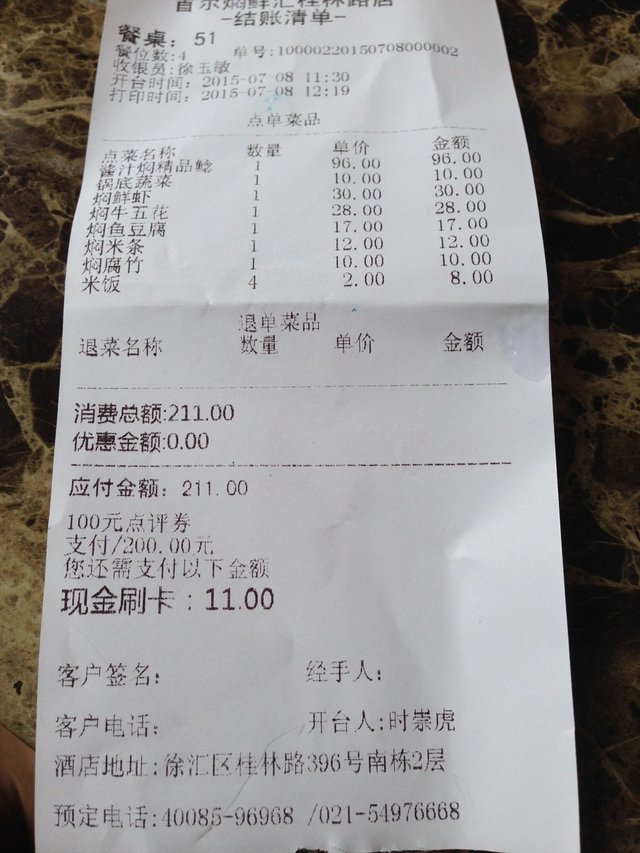 首尔焖鲜汇桂林路店
-结账清单-
餐桌：51
餐位数:4 单号:10000220150708000002
收银员:徐玉敏
开台时间：2015-07-08 11:30
打印时间：2015-07-08 12:19
点单菜品
点菜名称 数量 单价 金额
酱汁焖精品鲶 1 96.00 96.00
锅底蔬菜 1 10.00 10.00
焖鲜虾 1 30.00 30.00
焖牛五花 1 28.00 28.00
焖鱼豆腐 1 17.00 17.00
焖米条 1 12.00 12.00
焖腐竹 1 10.00 10.00
米饭 4 2.00 8.00
退单菜品
退菜名称 数量 单价 金额
消费总额:211.00
优惠金额:0.00
应付金额：211.00
100元点评券
支付/200.00元
您还需支付以下金额
现金刷卡：11.00
客户签名： 经手人：
客户电话： 开台人:时崇虎
酒店地址:徐汇区桂林路396号南栋2层
预定电话:40085-96968 /021-54976668